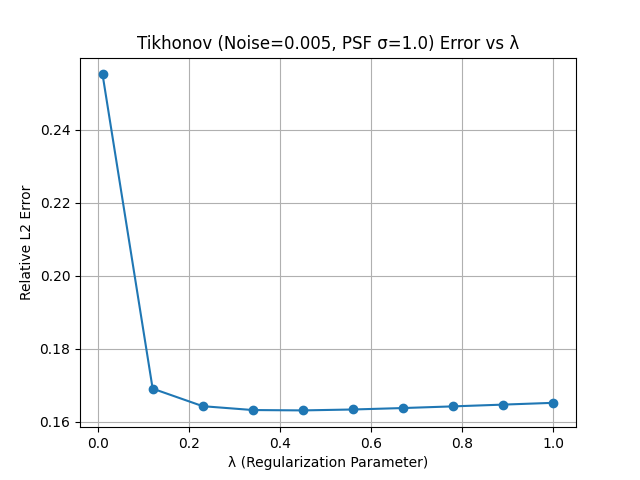 Tikhonov (Noise=0.005, PSF σ=1.0) Error vs λ
Relative L2 Error
0.24
0.22
0.20
0.18
0.16
0.0 0.2 0.4 0.6 0.8 1.0
λ (Regularization Parameter)